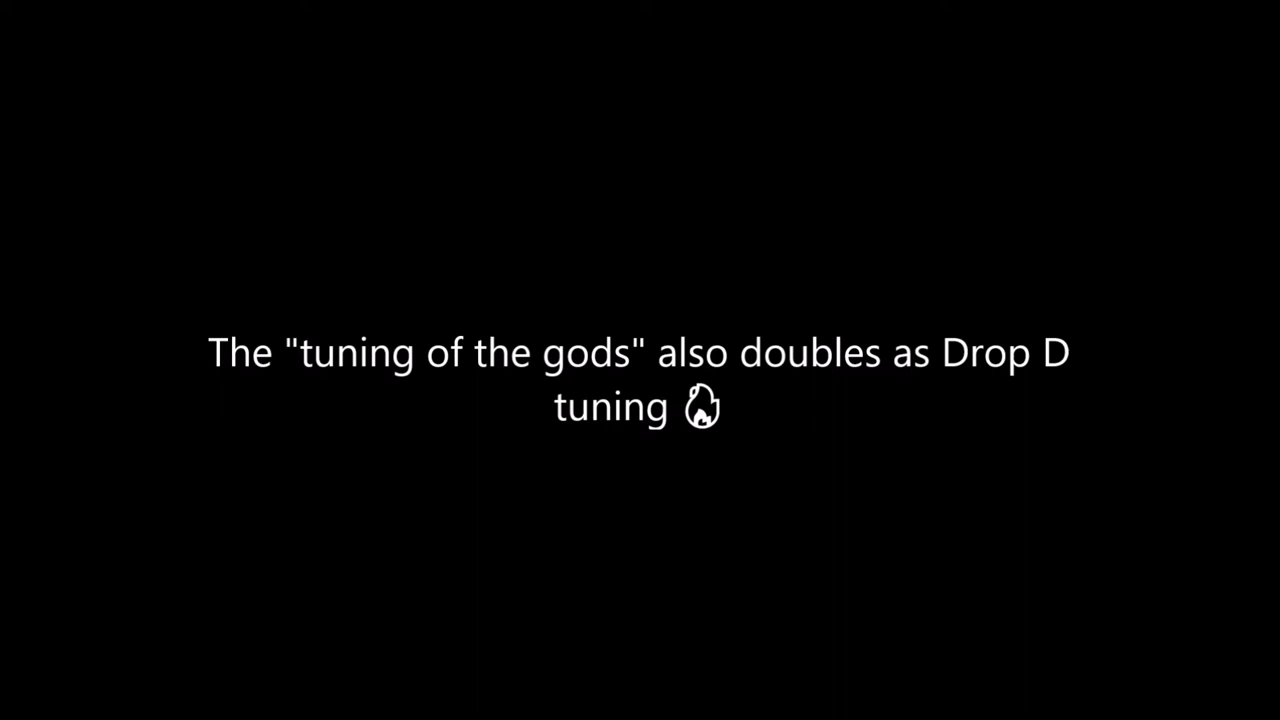 The "tuning of the gods" also doubles as Drop D
tuning 🔥